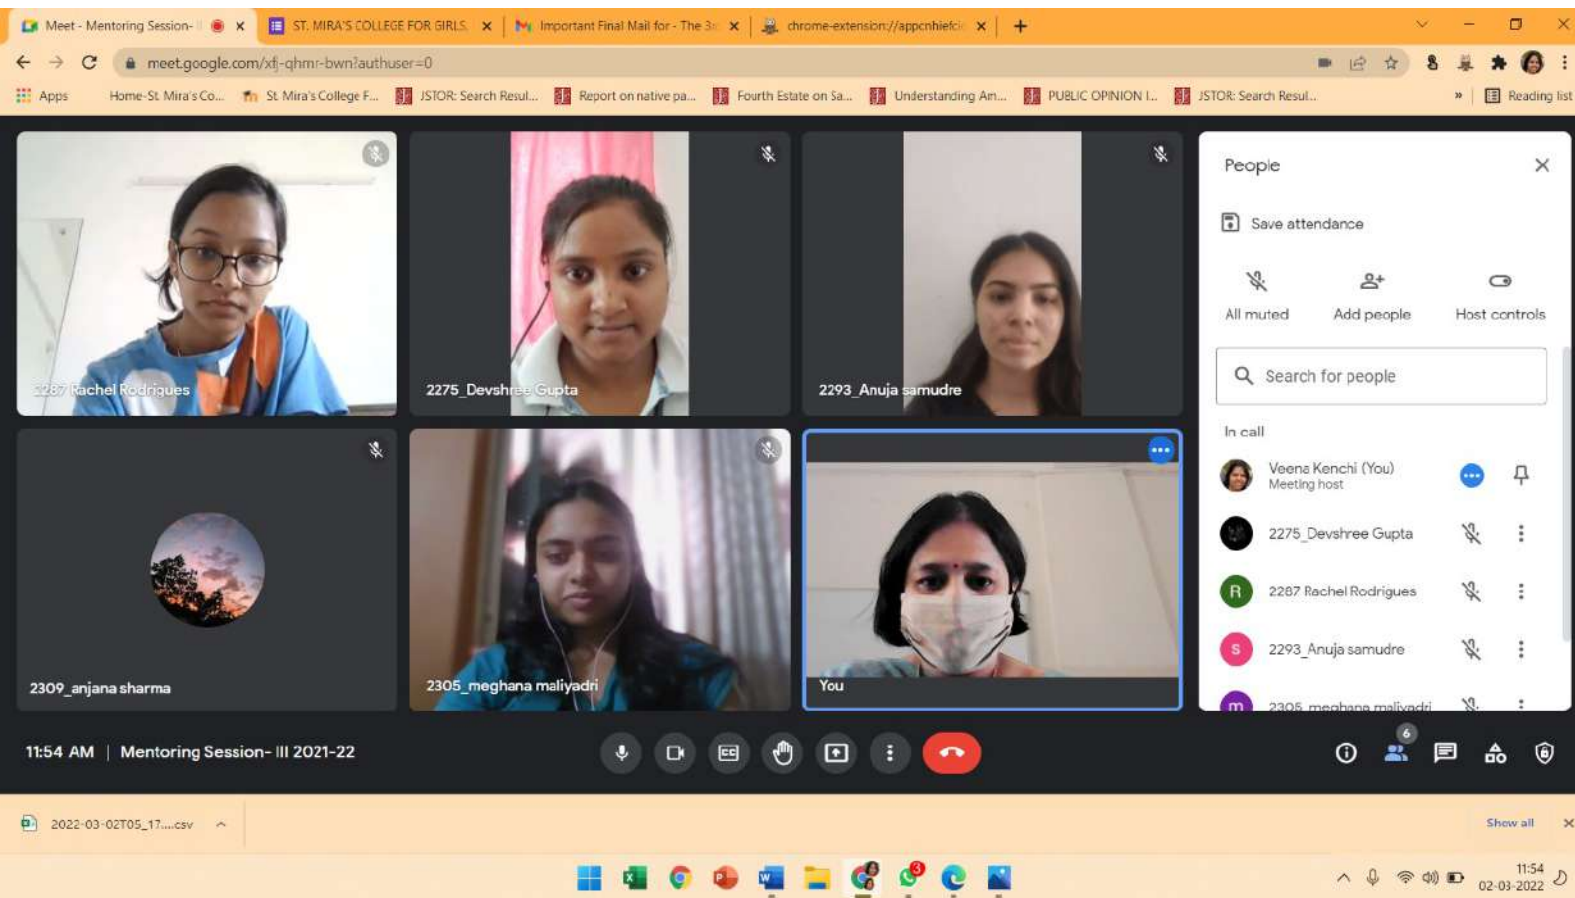 Meet - Mentoring Session-
ST. MIRA'S COLLEGE FOR GIRLS,
Important Final Mail for - The 3r
chrome-extension://appcnhiefci
meet.google.com/xfj-qhmr-bwn?authuser=0
Apps
Home-St. Mira's Co...
St. Mira's College F...
JSTOR: Search Resul...
Report on native pa...
Fourth Estate on Sa...
Understanding Am...
PUBLIC OPINION I...
JSTOR: Search Resul...
»
Reading list
2287 Rachel Rodrigues
2275_Devshree Gupta
2293_Anuja samudre
2309_anjana sharma
2305_meghana maliyadri
You
People
Save attendance
All muted
Add people
Host controls
Search for people
In call
Veena Kenchi (You)
Meeting host
2275_Devshree Gupta
R
2287 Rachel Rodrigues
s
2293_Anuja samudre
m
2305_meghana maliyadri
11:54 AM | Mentoring Session- III 2021-22
CC
6
2022-03-02T05_17....csv
Show all
3
11:54
02-03-2022